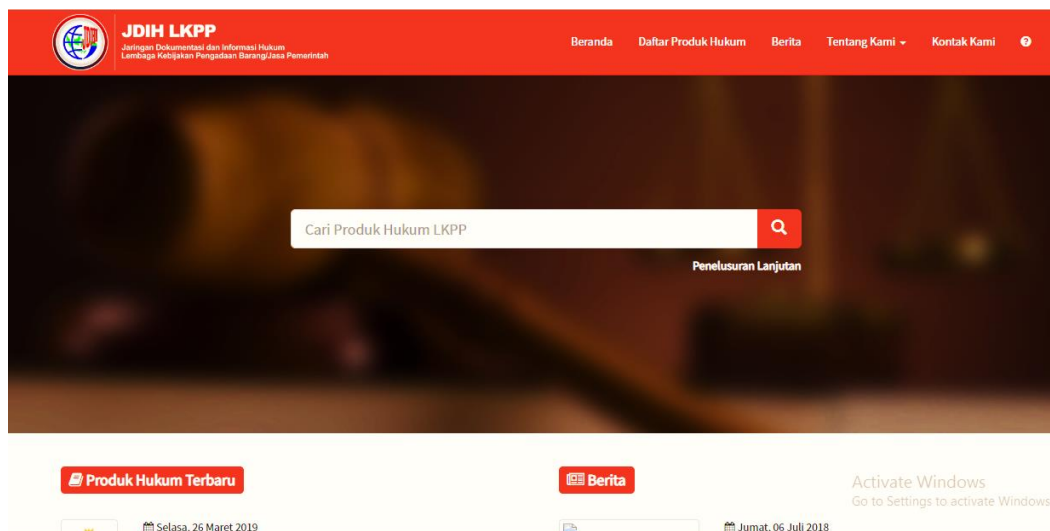 JDIH LKPP
Jaringan Dokumentasi dan Informasi Hukum
Lembaga Kebijakan Pengadaan Barang/Jasa Pemerintah
Beranda Daftar Produk Hukum Berita Tentang Kami Kontak Kami
Cari Produk Hukum LKPP
Penelusuran Lanjutan
Produk Hukum Terbaru
Berita
Activate Windows
Go to Settings to activate Windows
Selasa, 26 Maret 2019
Jumat, 06 Juli 2018